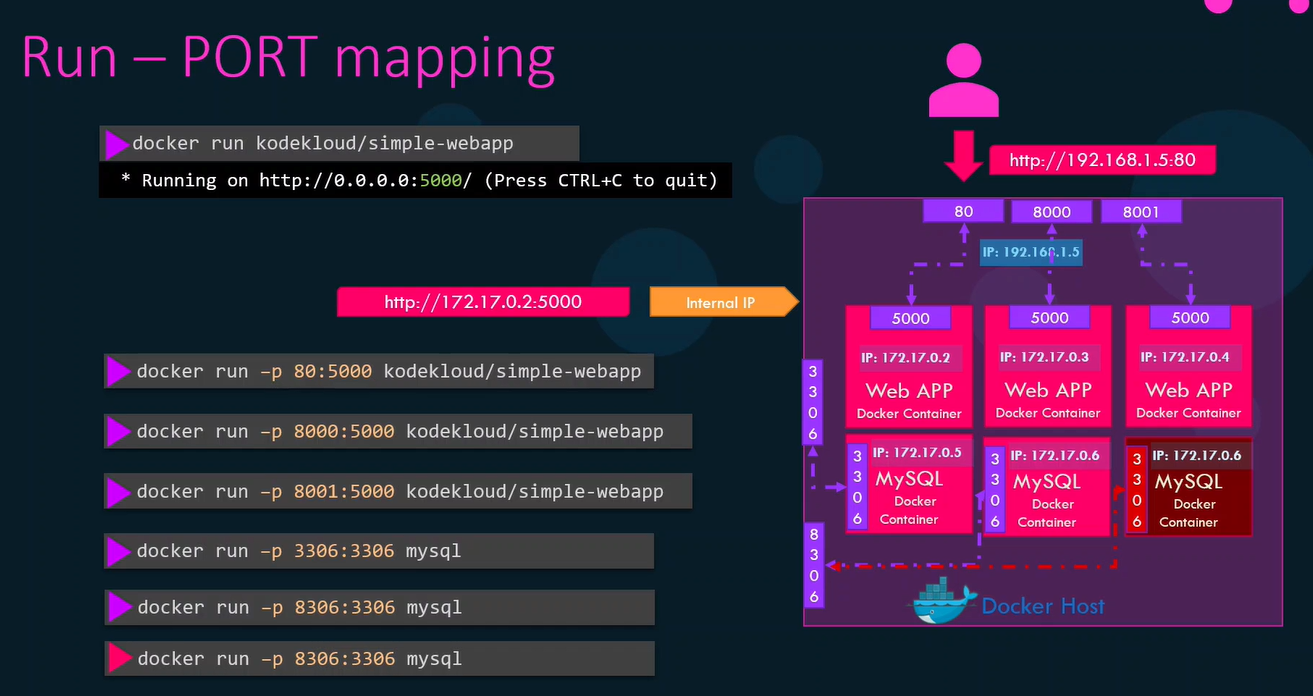 Run – PORT mapping
docker run kodekloud/simple-webapp
* Running on http://0.0.0.0:5000/ (Press CTRL+C to quit)
http://172.17.0.2:5000
Internal IP
docker run –p 80:5000 kodekloud/simple-webapp
docker run –p 8000:5000 kodekloud/simple-webapp
docker run –p 8001:5000 kodekloud/simple-webapp
docker run –p 3306:3306 mysql
docker run –p 8306:3306 mysql
docker run –p 8306:3306 mysql
http://192.168.1.5:80
80
8000
8001
IP: 192.168.1.5
5000
IP: 172.17.0.2
Web APP
Docker Container
5000
IP: 172.17.0.3
Web APP
Docker Container
5000
IP: 172.17.0.4
Web APP
Docker Container
3306
3306
IP: 172.17.0.5
MySQL
Docker
Container
3306
IP: 172.17.0.6
MySQL
Docker
Container
3306
IP: 172.17.0.6
MySQL
Docker
Container
8306
Docker Host